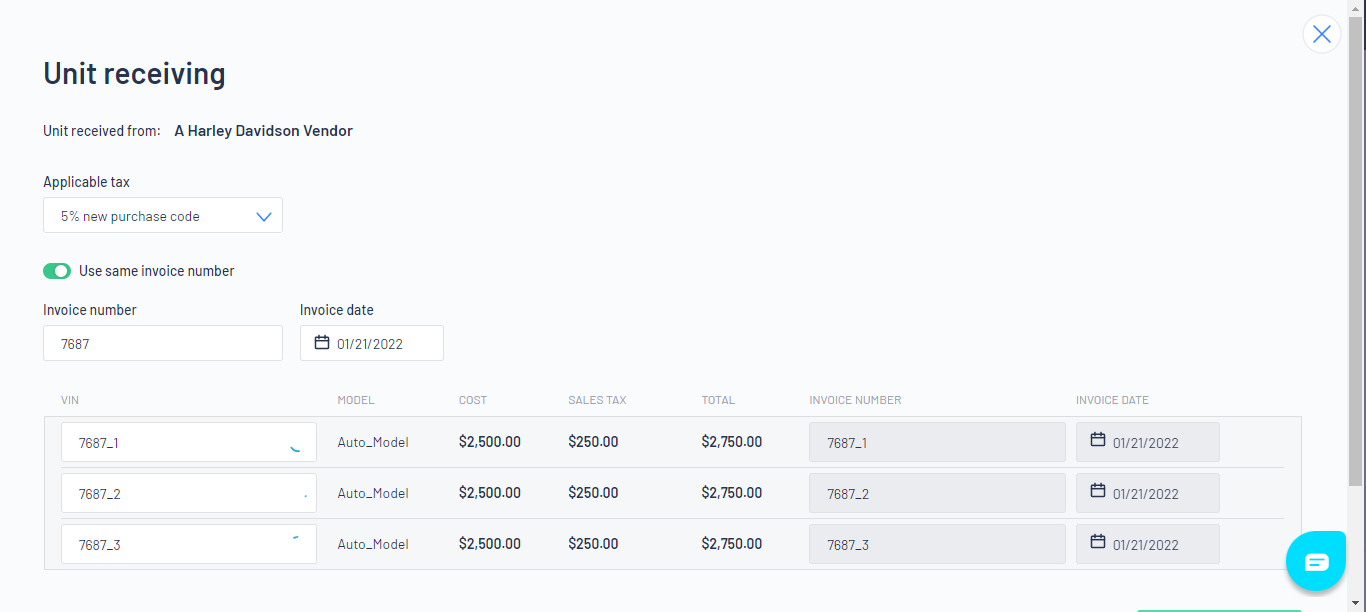 Unit receiving
Unit received from: A Harley Davidson Vendor
Applicable tax
5% new purchase code
Use same invoice number
Invoice number Invoice date
7687 01/21/2022
VIN MODEL COST SALES TAX TOTAL INVOICE NUMBER INVOICE DATE
7687_1 Auto_Model $2,500.00 $250.00 $2,750.00 7687_1 01/21/2022
7687_2 Auto_Model $2,500.00 $250.00 $2,750.00 7687_2 01/21/2022
7687_3 Auto_Model $2,500.00 $250.00 $2,750.00 7687_3 01/21/2022